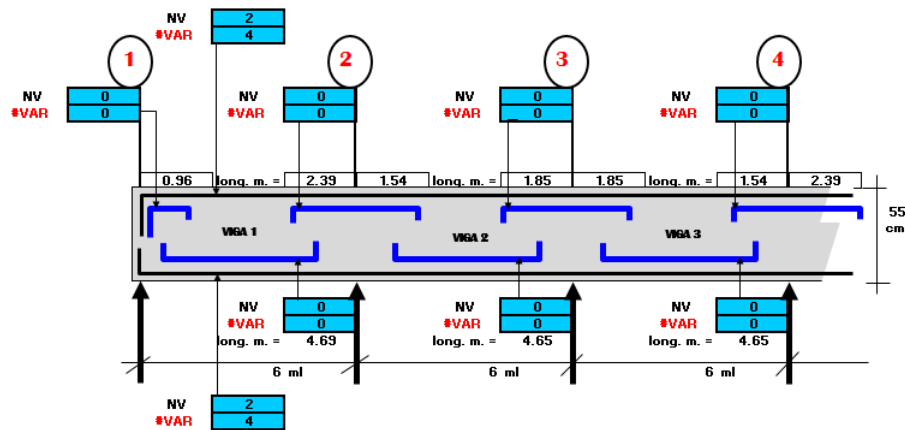 NV 2
#VAR 4
1 2 3 4
NV 0 NV 0 NV 0 NV 0
#VAR 0 #VAR 0 #VAR 0 #VAR 0
0.96 long. m. = 2.39 1.54 long. m. = 1.85 1.85 long. m. = 1.54 2.39
55
cm
VIGA 1 VIGA 2 VIGA 3
NV 0 NV 0 NV 0
#VAR 0 #VAR 0 #VAR 0
long. m. = 4.69 long. m. = 4.65 long. m. = 4.65
6 ml 6 ml 6 ml
NV 2
#VAR 4